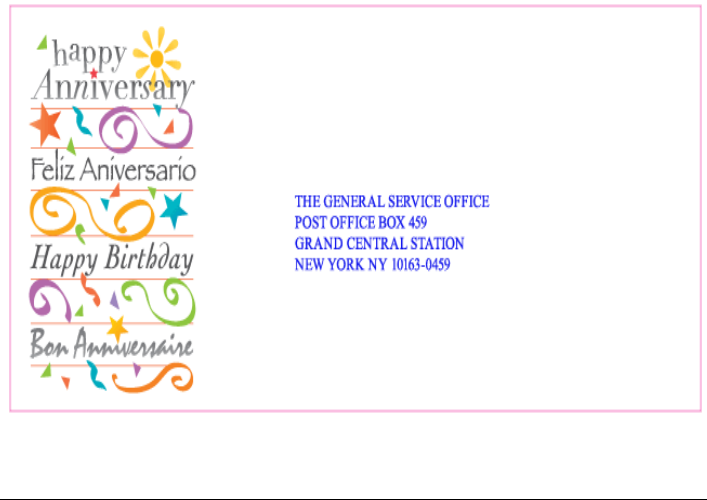 happy
Anniversary
Feliz Aniversario
Happy Birthday
Bon Anniversaire
THE GENERAL SERVICE OFFICE
POST OFFICE BOX 459
GRAND CENTRAL STATION
NEW YORK NY 10163-0459